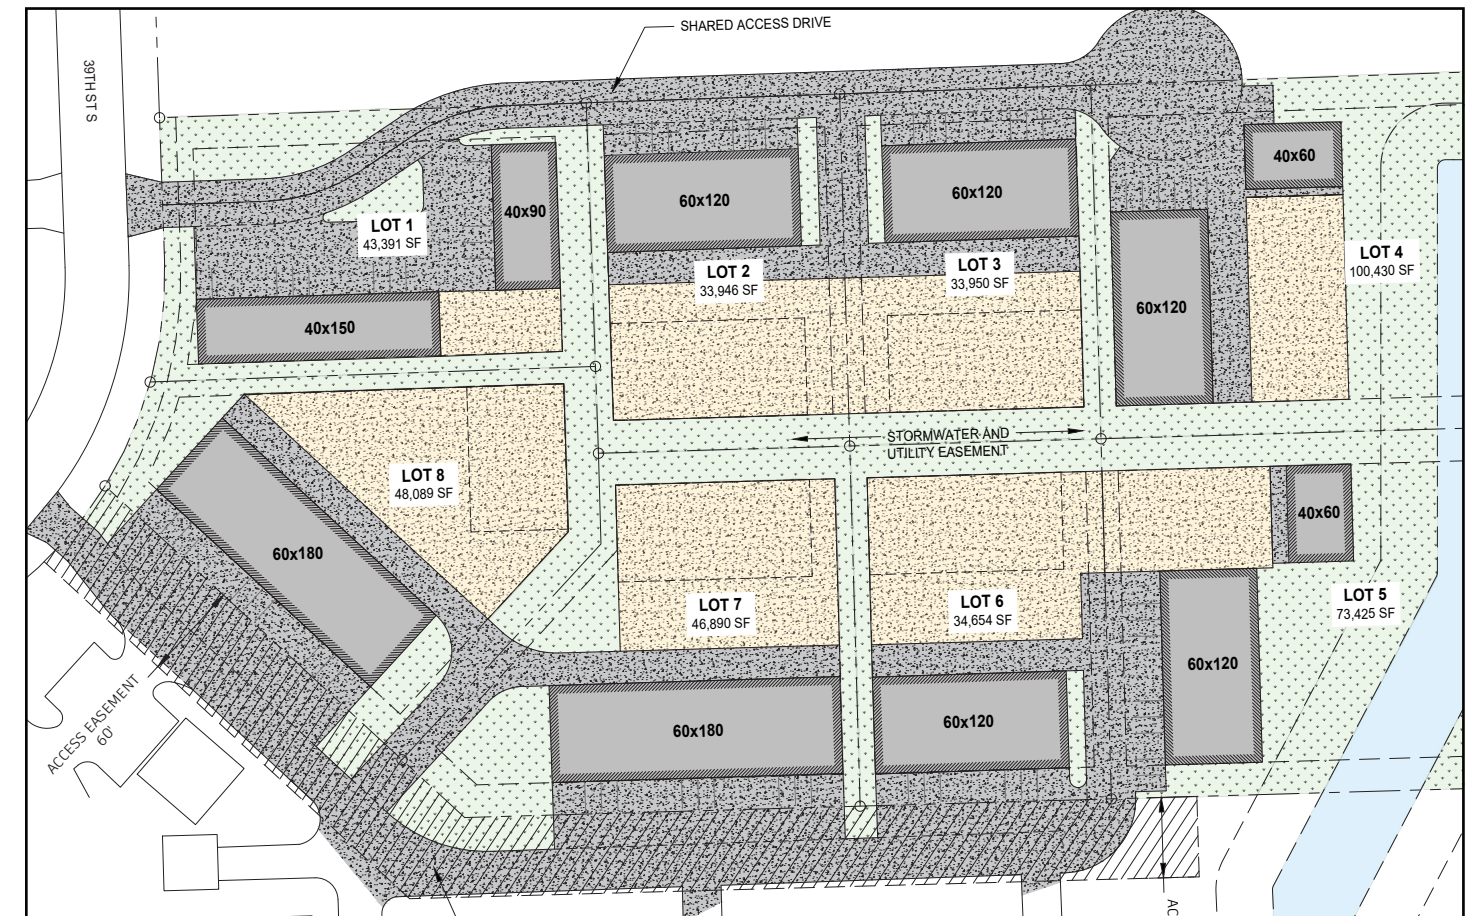 SHARED ACCESS DRIVE
39TH ST S
40x60
40x90
60x120
60x120
LOT 1
43,391 SF
LOT 4
100,430 SF
LOT 2
33,946 SF
LOT 3
33,950 SF
60x120
40x150
STORMWATER AND
UTILITY EASEMENT
LOT 8
48,089 SF
40x60
60x180
LOT 7
46,890 SF
LOT 6
34,654 SF
LOT 5
73,425 SF
60x120
ACCESS EASEMENT
60'
60x180
60x120
AC